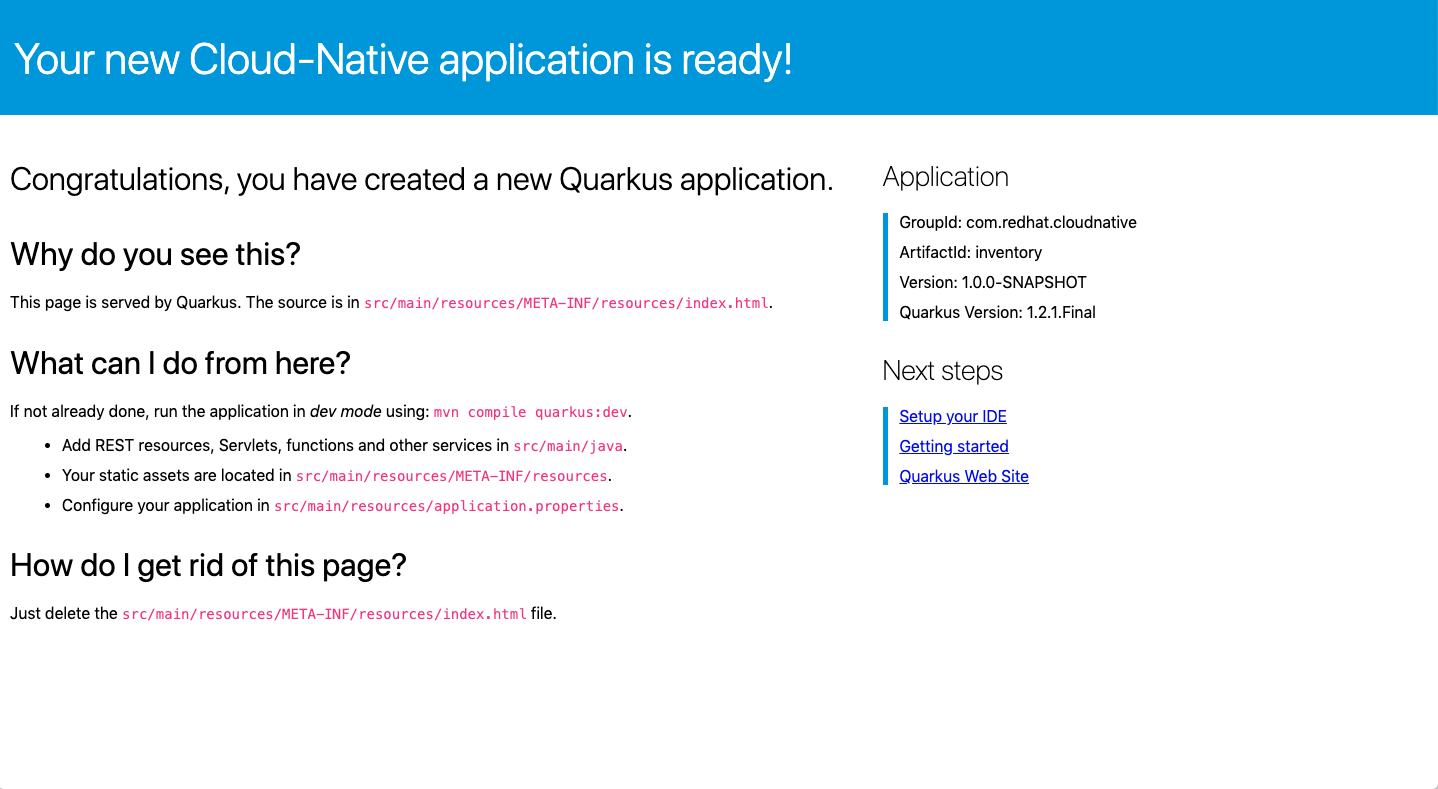 Your new Cloud-Native application is ready!
Congratulations, you have created a new Quarkus application.
Why do you see this?
This page is served by Quarkus. The source is in src/main/resources/META-INF/resources/index.html.
What can I do from here?
If not already done, run the application in dev mode using: mvn compile quarkus:dev.
• Add REST resources, Servlets, functions and other services in src/main/java.
• Your static assets are located in src/main/resources/META-INF/resources.
• Configure your application in src/main/resources/application.properties.
How do I get rid of this page?
Just delete the src/main/resources/META-INF/resources/index.html file.
Application
GroupId: com.redhat.cloudnative
ArtifactId: inventory
Version: 1.0.0-SNAPSHOT
Quarkus Version: 1.2.1.Final
Next steps
Setup your IDE
Getting started
Quarkus Web Site